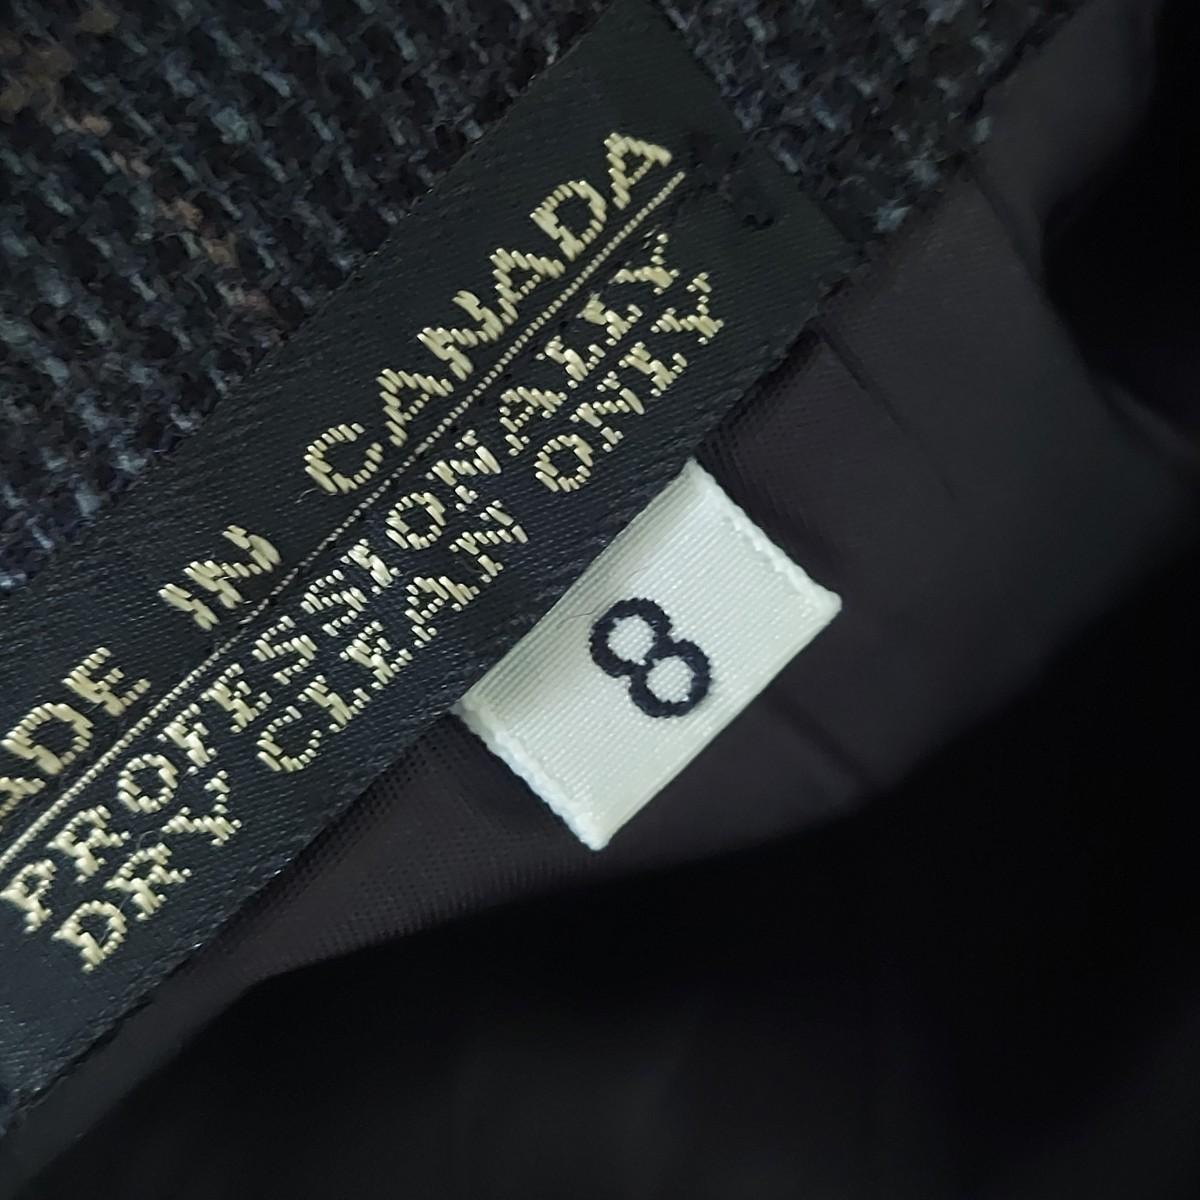 ADE IN CANADA
PROFESSIONALLY
DRY CLEAN ONLY
8